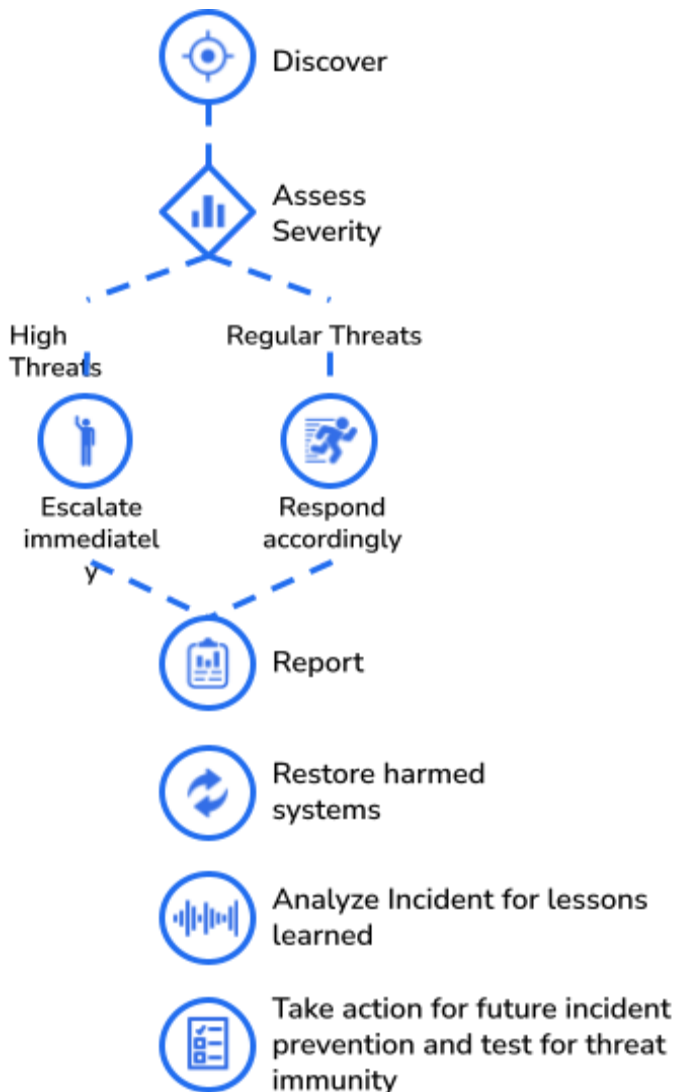 Discover
Assess
Severity
High
Threats
Regular Threats
Escalate
immediatel
y
Respond
accordingly
Report
Restore harmed
systems
Analyze Incident for lessons
learned
Take action for future incident
prevention and test for threat
immunity